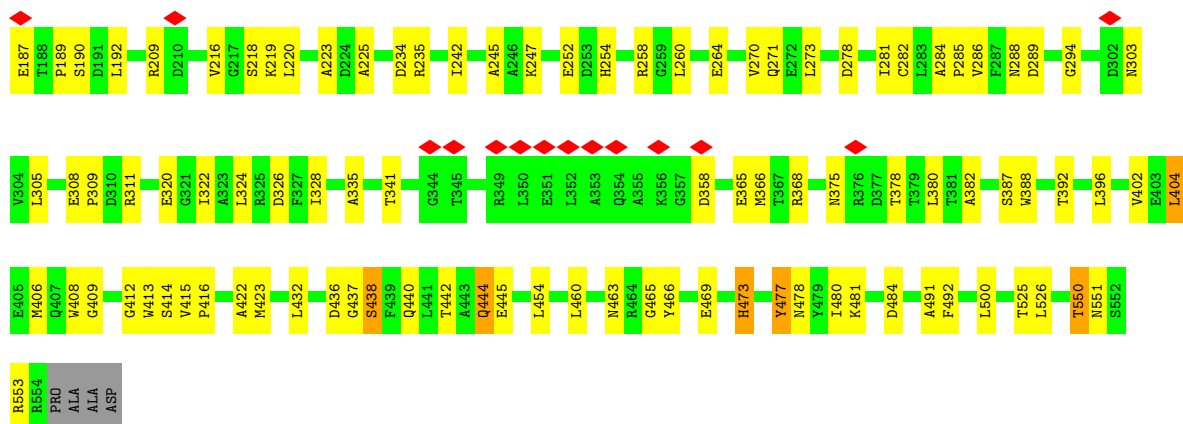 E187 T188 P189 S190 D191 L192 R209 D210 V216 G217 S218 K219 L220 A223 D224 A225 D234 R235 I242 A245 A246 K247 E252 D253 H254 R258 G259 L260 E264 V270 Q271 E272 L273 D278 I281 C282 L283 A284 P285 V286 F287 N288 D289 G294 D302 N303
V304 L305 E308 P309 D310 R311 E320 G321 I322 A323 L324 R325 D326 F327 I328 A335 T341 G344 T345 R349 L350 E351 L352 A353 Q354 A355 K356 G357 D358 E365 M366 T367 R368 N375 R376 D377 T378 T379 L380 T381 A382 S387 W388 T392 L396 V402 E403 L404
E405 M406 Q407 W408 G409 G412 W413 S414 V415 P416 A422 M423 L432 D436 G437 S438 F439 Q440 L441 T442 A443 Q444 E445 L454 L460 N463 R464 G465 Y466 E469 H473 Y477 N478 Y479 I480 K481 D484 A491 F492 L500 T525 L526 T550 N551 S552
R553 R554 PRO ALA ALA ASP